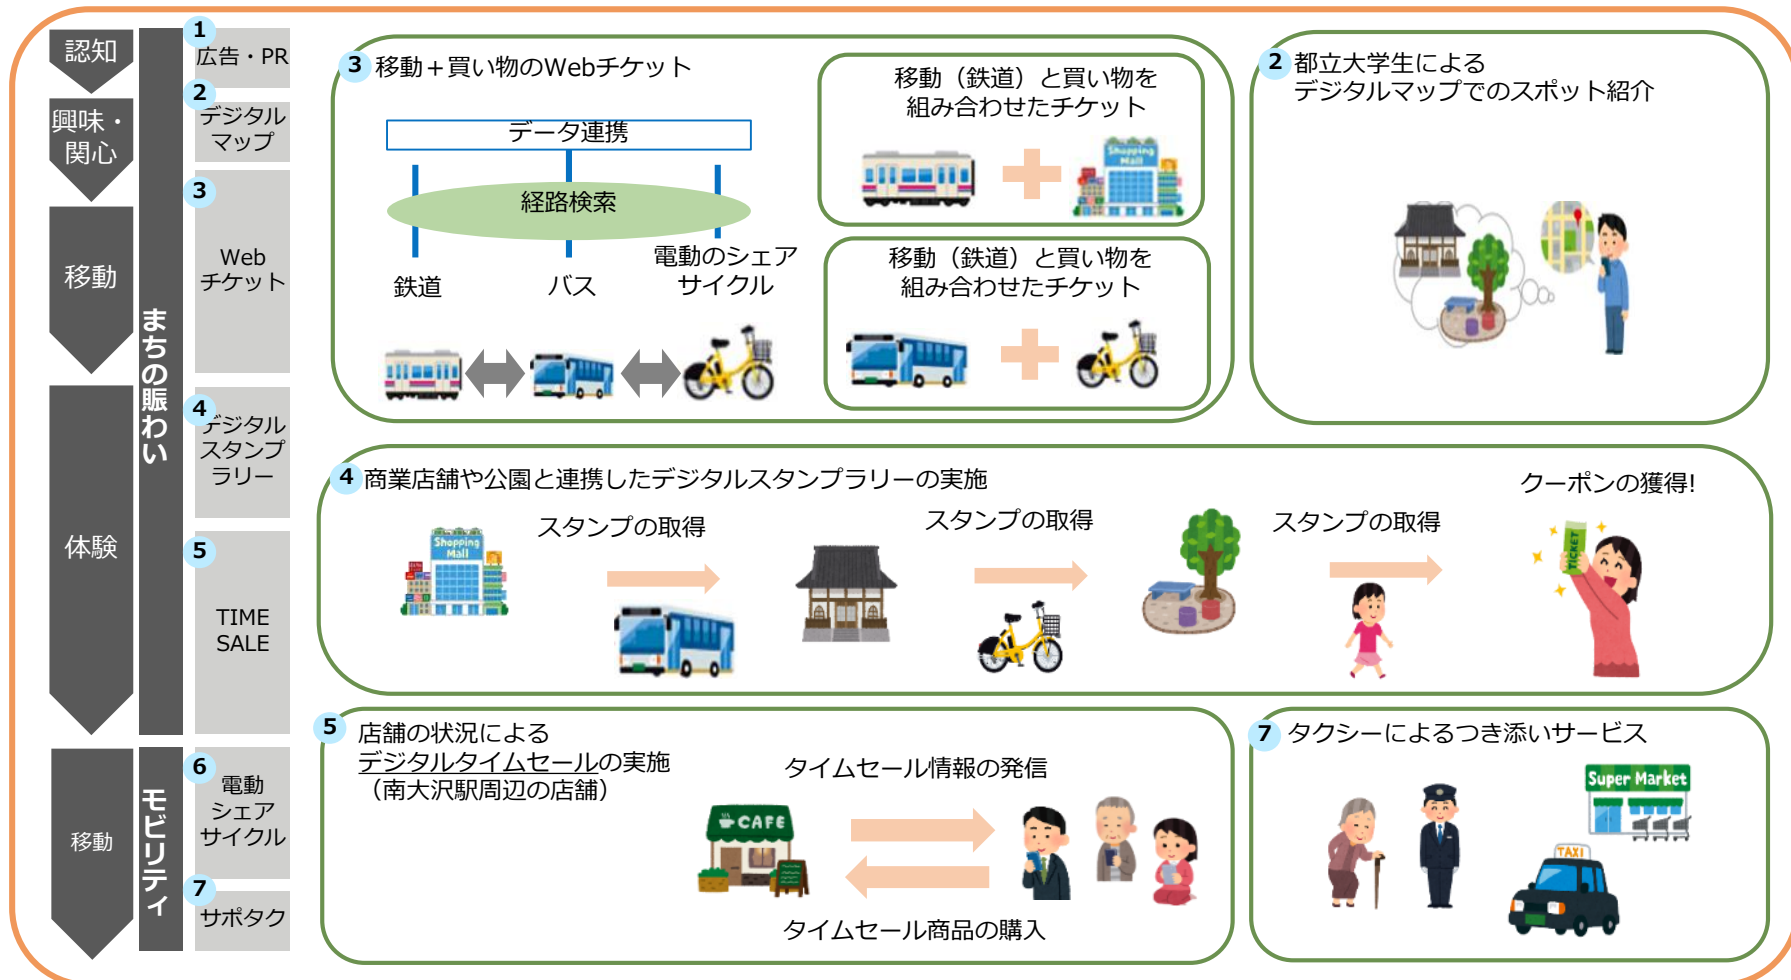 認知
興味・
関心
移動
体験
移動
まちの賑わい
モビリティ
1
広告・PR
2
デジタル
マップ
3
Web
チケット
4
デジタル
スタンプ
ラリー
5
TIME
SALE
6
電動
シェア
サイクル
7
サポタク
3 移動＋買い物のWebチケット
データ連携
経路検索
鉄道
バス
電動のシェア
サイクル
移動（鉄道）と買い物を
組み合わせたチケット
Shopping
Mall
移動（鉄道）と買い物を
組み合わせたチケット
2 都立大学生による
デジタルマップでのスポット紹介
4 商業店舗や公園と連携したデジタルスタンプラリーの実施
Shopping
Mall
スタンプの取得
スタンプの取得
スタンプの取得
クーポンの獲得!
TICKET
5 店舗の状況による
デジタルタイムセールの実施
（南大沢駅周辺の店舗）
タイムセール情報の発信
CAFE
タイムセール商品の購入
7 タクシーによるつき添いサービス
Super Market
TAXI